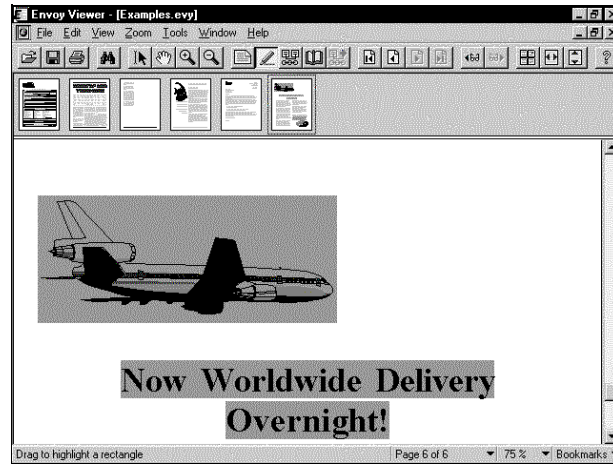 Envoy Viewer - [Examples.evy]
File Edit View Zoom Tools Window Help
Now Worldwide Delivery
Overnight!
Drag to highlight a rectangle Page 6 of 6 75 % Bookmarks